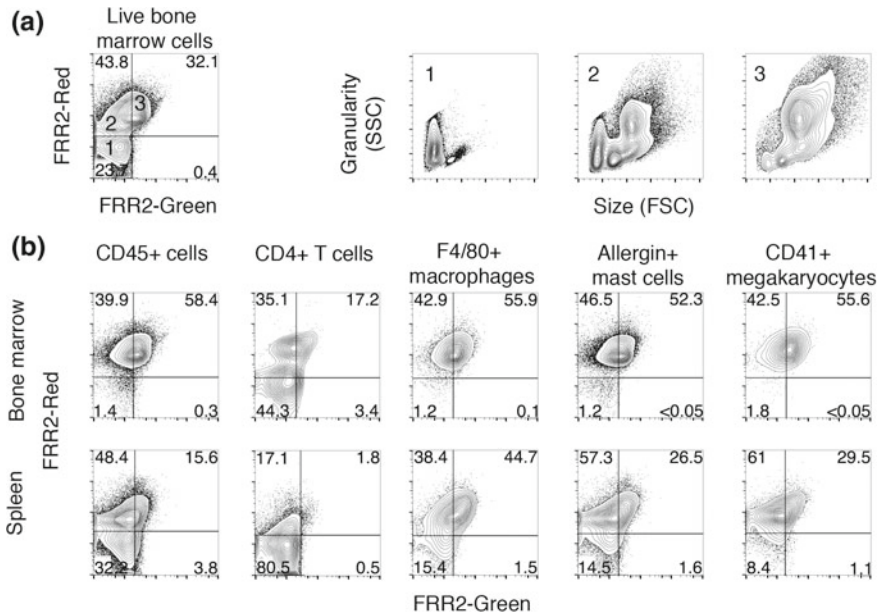 (a)
Live bone
marrow cells
43.8 32.1
3
2
1
23.7 0.4
FRR2-Red
FRR2-Green
Granularity
(SSC)
1
2
3
Size (FSC)
(b)
CD45+ cells
CD4+ T cells
F4/80+
macrophages
Allergin+
mast cells
CD41+
megakaryocytes
Bone marrow
39.9 58.4
1.4 0.3
35.1 17.2
44.3 3.4
42.9 55.9
1.2 0.1
46.5 52.3
1.2 <0.05
42.5 55.6
1.8 <0.05
FRR2-Red
Spleen
48.4 15.6
32.2 3.8
17.1 1.8
80.5 0.5
38.4 44.7
15.4 1.5
57.3 26.5
14.5 1.6
61 29.5
8.4 1.1
FRR2-Green